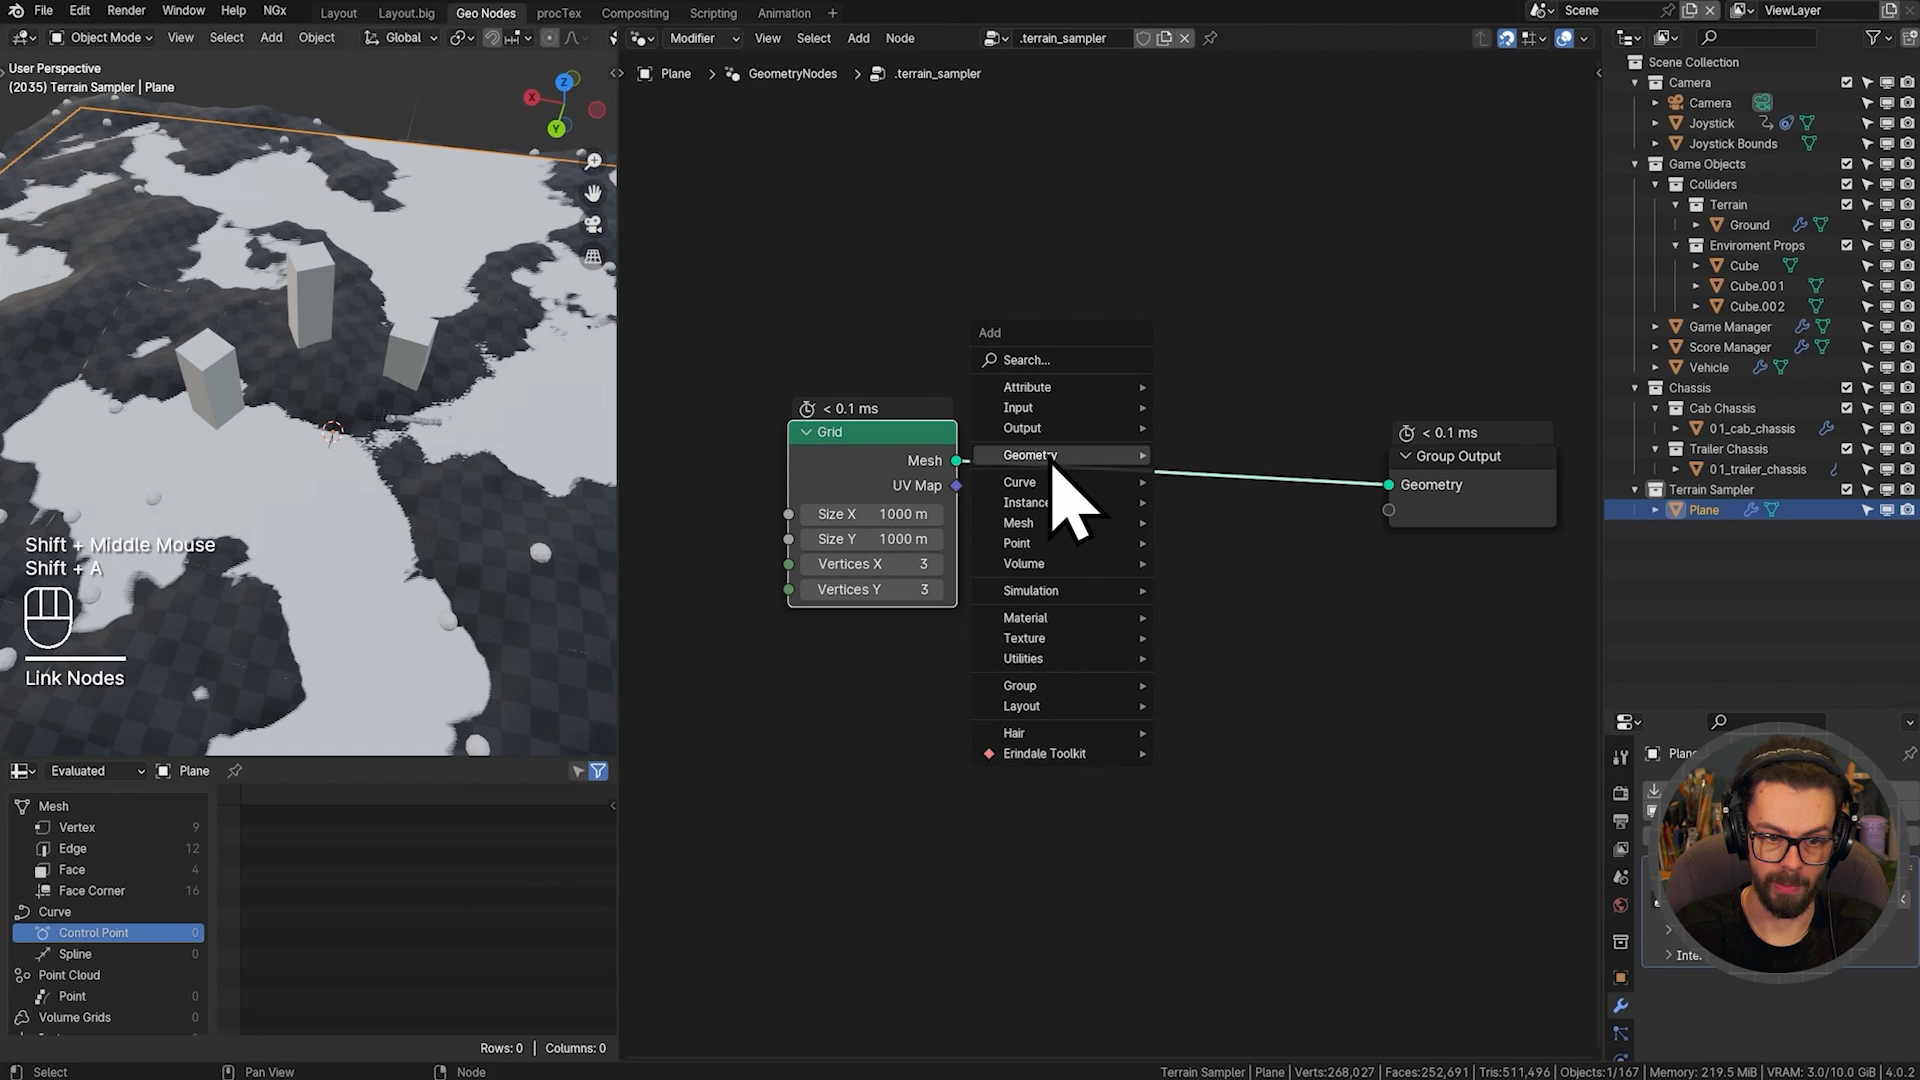 File Edit Render Window Help NGx Layout Layout.big Geo Nodes procTex Compositing Scripting Animation + Scene ViewLayer
Object Mode View Select Add Object Global
Modifier View Select Add Node .terrain_sampler
User Perspective
(2035) Terrain Sampler | Plane
X
Z
Y
Plane > GeometryNodes > .terrain_sampler
Add
Search...
Attribute
Input
Output
Geometry
Curve
Instance
Mesh
Point
Volume
Simulation
Material
Texture
Utilities
Group
Layout
Hair
Erindale Toolkit
< 0.1 ms
Grid
Mesh
UV Map
Size X 1000 m
Size Y 1000 m
Vertices X 3
Vertices Y 3
< 0.1 ms
Group Output
Geometry
Shift + Middle Mouse
Shift + A
Link Nodes
Evaluated Plane
Mesh
Vertex 9
Edge 12
Face 4
Face Corner 16
Curve
Control Point 0
Spline 0
Point Cloud
Point 0
Volume Grids
Rows: 0 | Columns: 0
Scene Collection
Camera
Camera
Joystick
Joystick Bounds
Game Objects
Colliders
Terrain
Ground
Enviroment Props
Cube
Cube.001
Cube.002
Game Manager
Score Manager
Vehicle
Chassis
Cab Chassis
01_cab_chassis
Trailer Chassis
01_trailer_chassis
Terrain Sampler
Plane
Plane
Inte
Select Pan View Node
Terrain Sampler | Plane | Verts:268,027 | Faces:252,691 | Tris:511,496 | Objects:1/167 | Memory: 219.5 MiB | VRAM: 3.0/10.0 GiB | 4.0.2